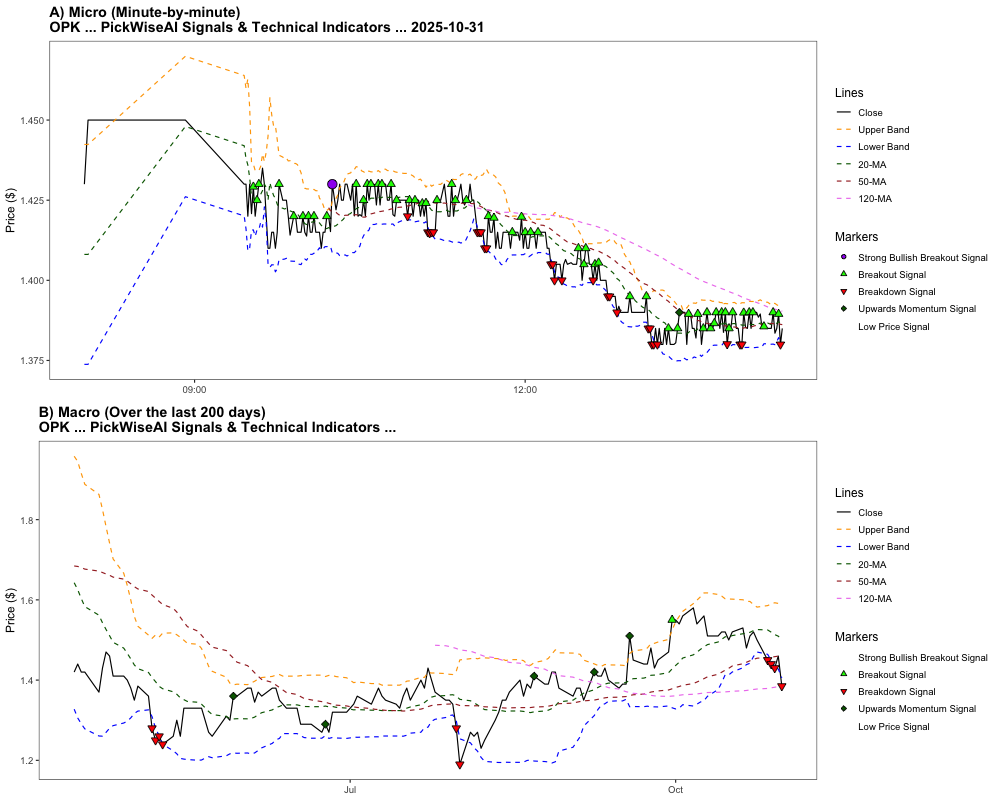 A) Micro (Minute-by-minute)
OPK ... PickWiseAI Signals & Technical Indicators ... 2025-10-31
Price ($)
1.450
1.425
1.400
1.375
09:00
12:00
Lines
Close
Upper Band
Lower Band
20-MA
50-MA
120-MA
Markers
Strong Bullish Breakout Signal
Breakout Signal
Breakdown Signal
Upwards Momentum Signal
Low Price Signal
B) Macro (Over the last 200 days)
OPK ... PickWiseAI Signals & Technical Indicators ...
Price ($)
1.8
1.6
1.4
1.2
Jul
Oct
Lines
Close
Upper Band
Lower Band
20-MA
50-MA
120-MA
Markers
Strong Bullish Breakout Signal
Breakout Signal
Breakdown Signal
Upwards Momentum Signal
Low Price Signal